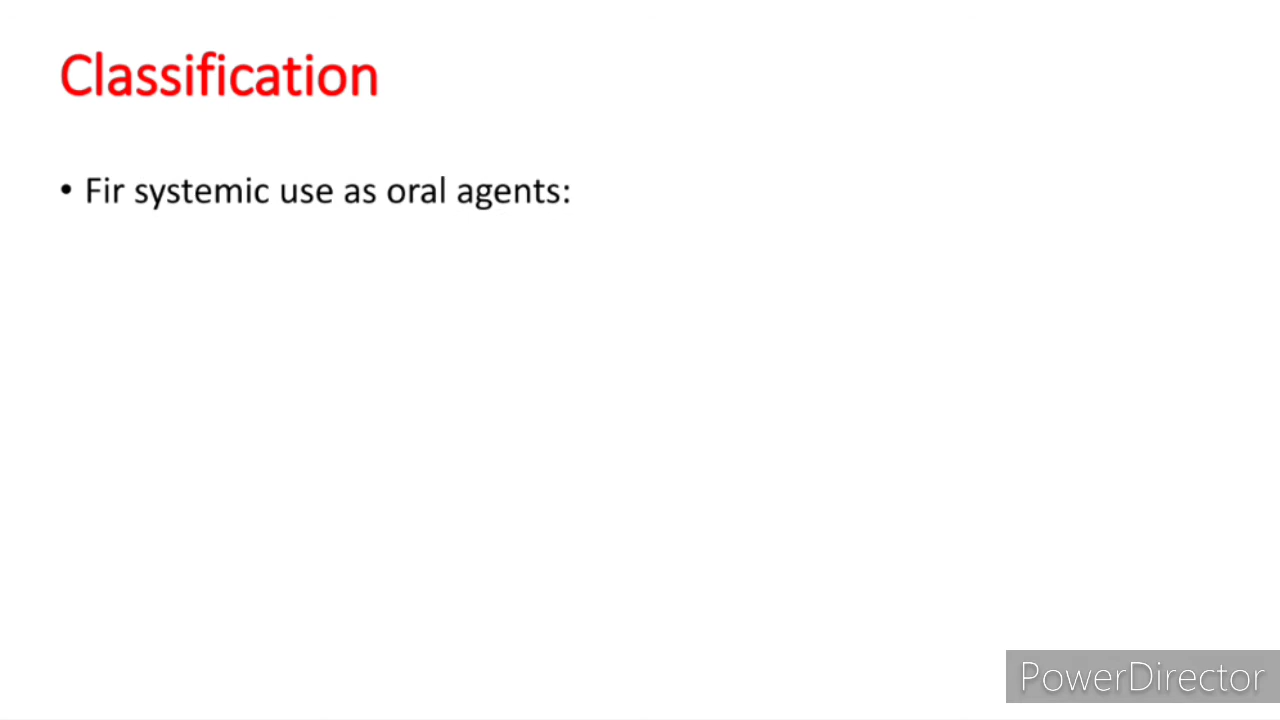 Classification
• Fir systemic use as oral agents:
PowerDirector